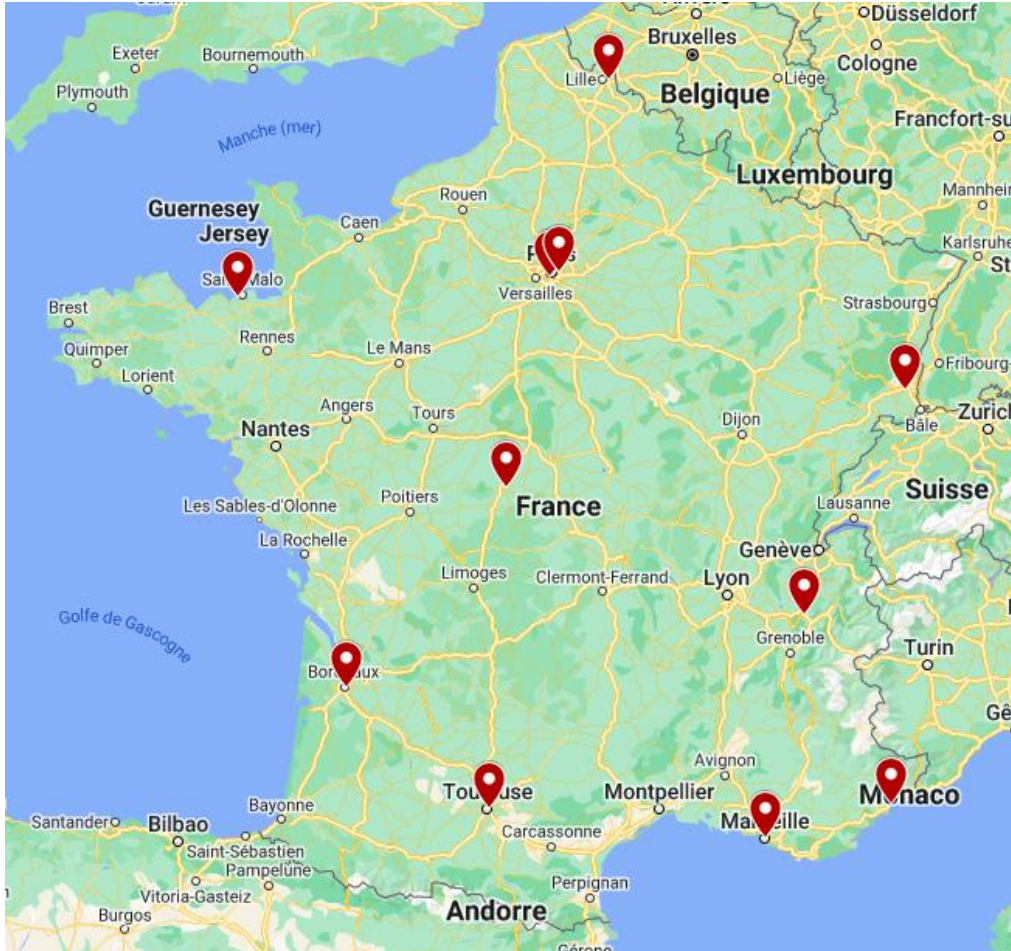 Düsseldorf
Exeter
Bournemouth
Bruxelles
Plymouth
Lille
Liège
Cologne
Belgique
Francfort-su
Manche (mer)
Luxembourg
Mannhein
Rouen
Guernesey
Jersey
Caen
Karlsruhe
Versailles
Strasbourg
Brest
Rennes
Quimper
Le Mans
Fribourg-
Lorient
Angers
Tours
Dijon
Zurich
Bâle
Nantes
Poitiers
Les Sables-d'Olonne
France
Suisse
Lausanne
La Rochelle
Genève
Limoges
Clermont-Ferrand
Lyon
Golfe de Gascogne
Grenoble
Turin
Gê
Avignon
Montpellier
Monaco
Bayonne
Santander
Bilbao
Carcassonne
Saint-Sébastien
Pampelune
Vitoria-Gasteiz
Perpignan
Burgos
Andorre